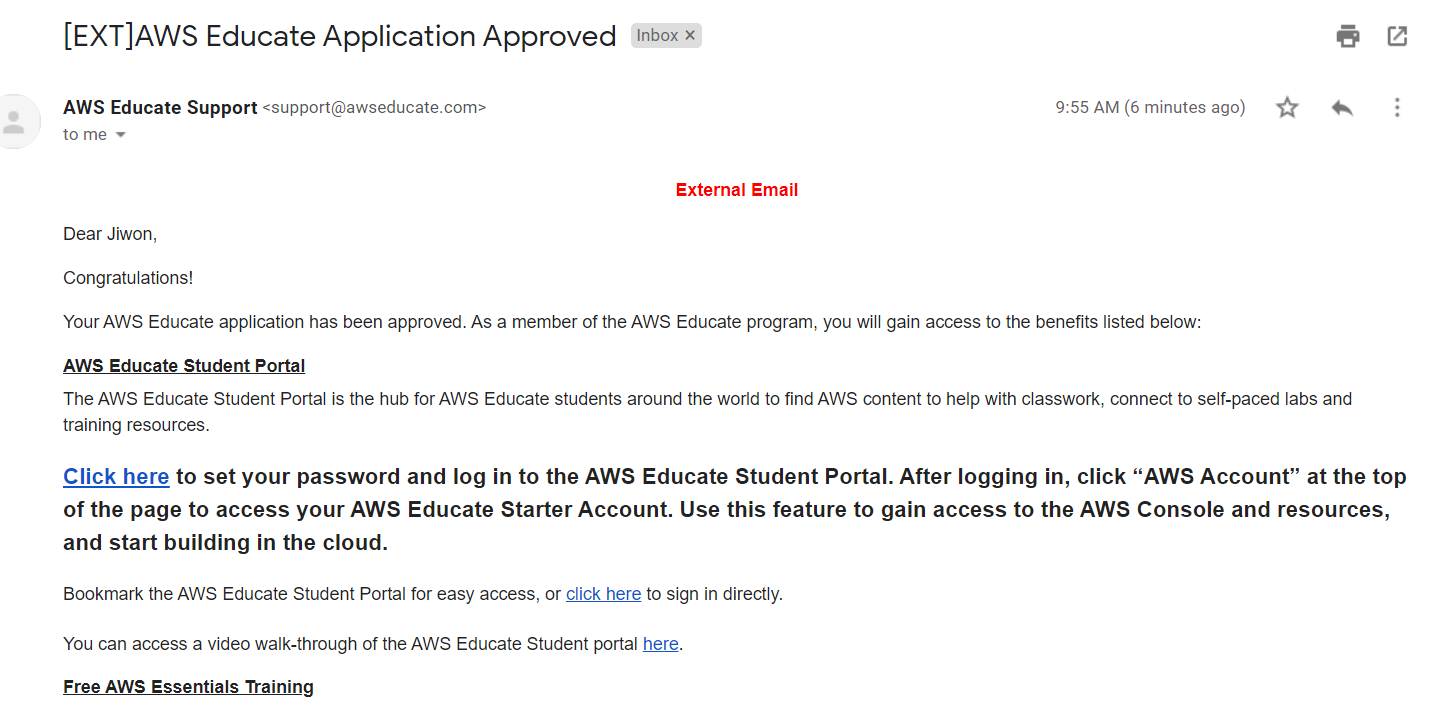 [EXT]AWS Educate Application Approved Inbox ×
AWS Educate Support <support@awseducate.com> 9:55 AM (6 minutes ago)
to me
External Email
Dear Jiwon,
Congratulations!
Your AWS Educate application has been approved. As a member of the AWS Educate program, you will gain access to the benefits listed below:
AWS Educate Student Portal
The AWS Educate Student Portal is the hub for AWS Educate students around the world to find AWS content to help with classwork, connect to self-paced labs and
training resources.
Click here to set your password and log in to the AWS Educate Student Portal. After logging in, click “AWS Account” at the top
of the page to access your AWS Educate Starter Account. Use this feature to gain access to the AWS Console and resources,
and start building in the cloud.
Bookmark the AWS Educate Student Portal for easy access, or click here to sign in directly.
You can access a video walk-through of the AWS Educate Student portal here.
Free AWS Essentials Training